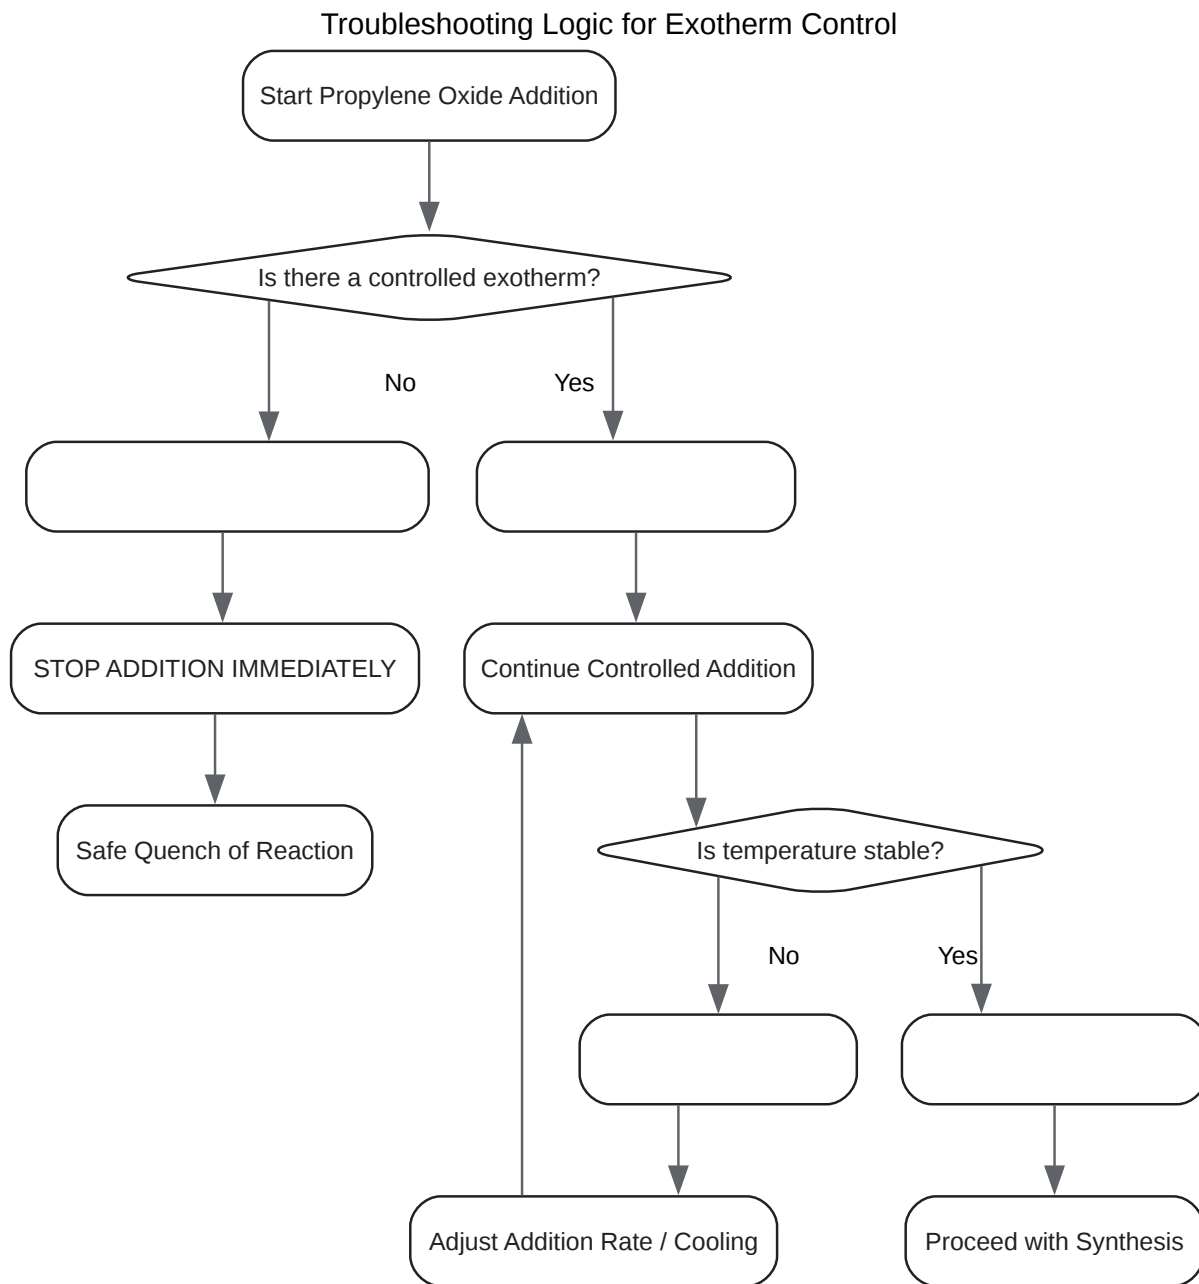 Troubleshooting Logic for Exotherm Control
Start Propylene Oxide Addition
Is there a controlled exotherm?
No
Yes
STOP ADDITION IMMEDIATELY
Continue Controlled Addition
Safe Quench of Reaction
Is temperature stable?
No
Yes
Adjust Addition Rate / Cooling
Proceed with Synthesis